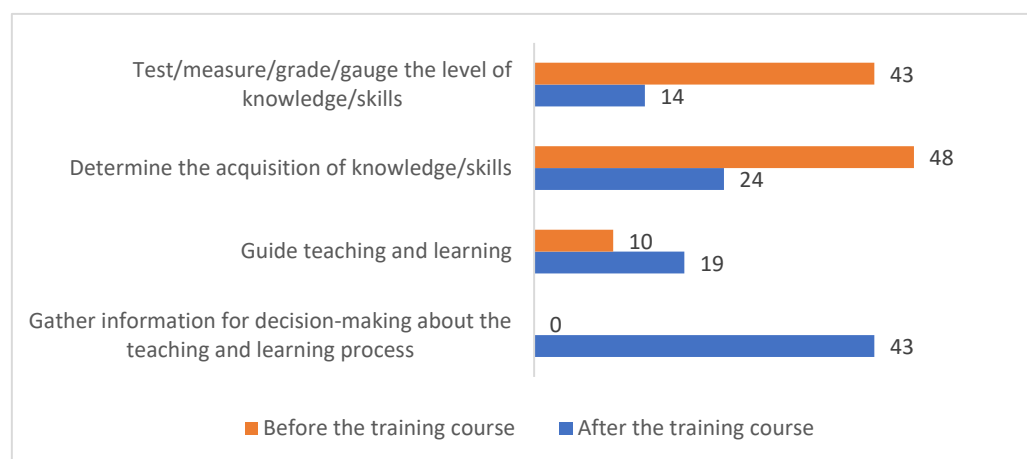 Test/measure/grade/gauge the level of
knowledge/skills
43
14
Determine the acquisition of knowledge/skills
48
24
Guide teaching and learning
10
19
Gather information for decision-making about the
teaching and learning process
0
43
Before the training course
After the training course